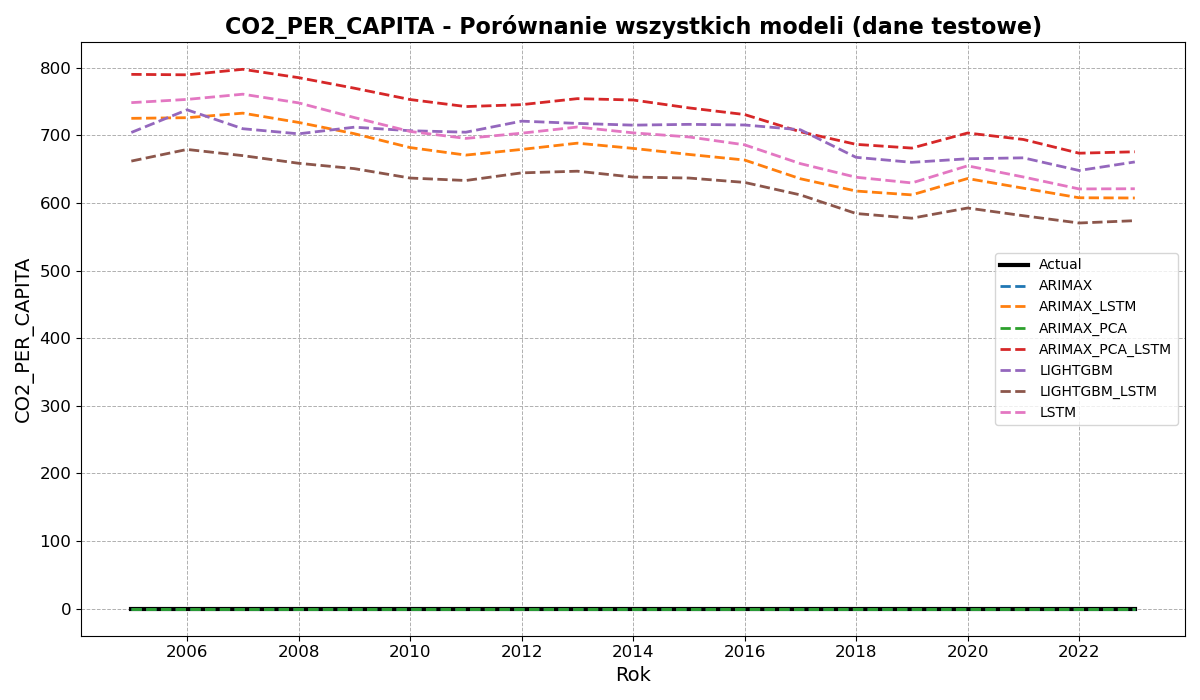 CO2_PER_CAPITA - Porównanie wszystkich modeli (dane testowe)
800
700
600
500
400
300
200
100
0
CO2_PER_CAPITA
Actual
ARIMAX
ARIMAX_LSTM
ARIMAX_PCA
ARIMAX_PCA_LSTM
LIGHTGBM
LIGHTGBM_LSTM
LSTM
2006 2008 2010 2012 2014 2016 2018 2020 2022
Rok